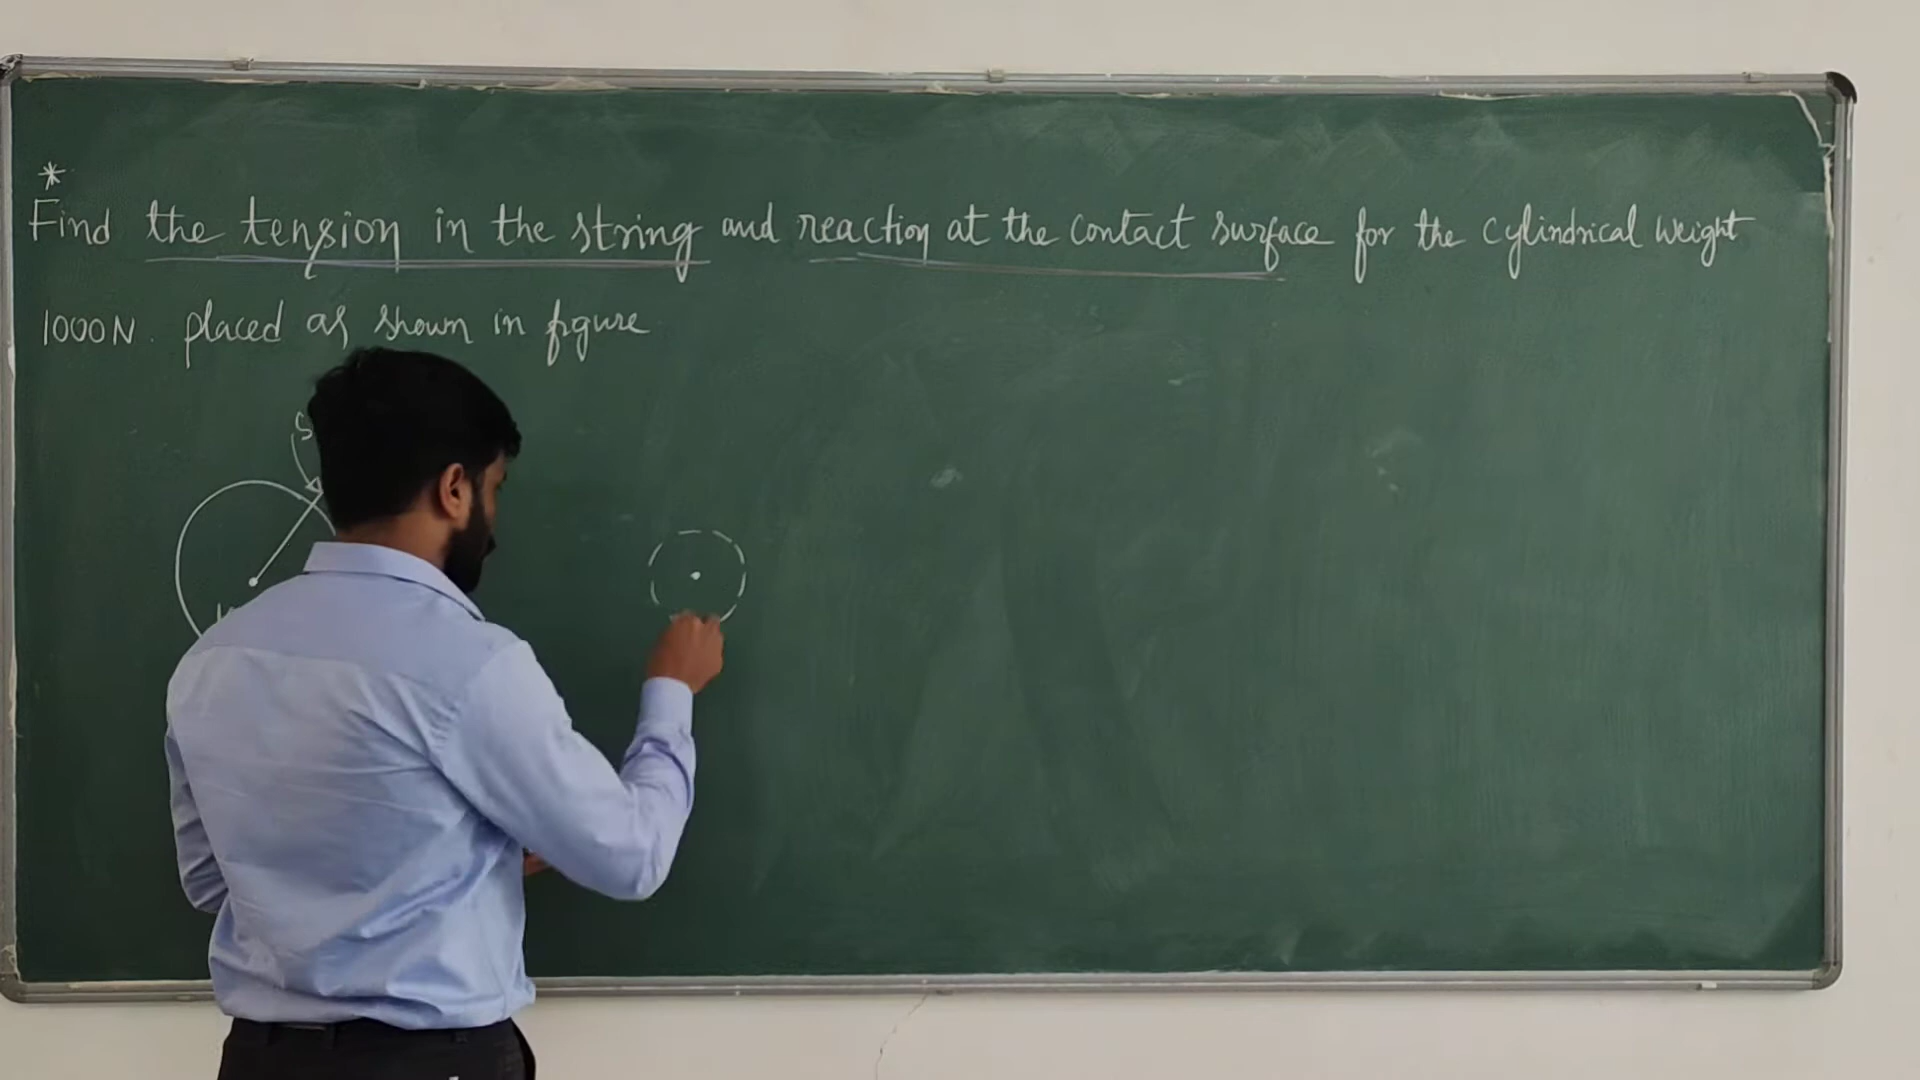 *
Find the tension in the string and reaction at the contact surface for the cylindrical weight
1000N. placed as shown in figure
S